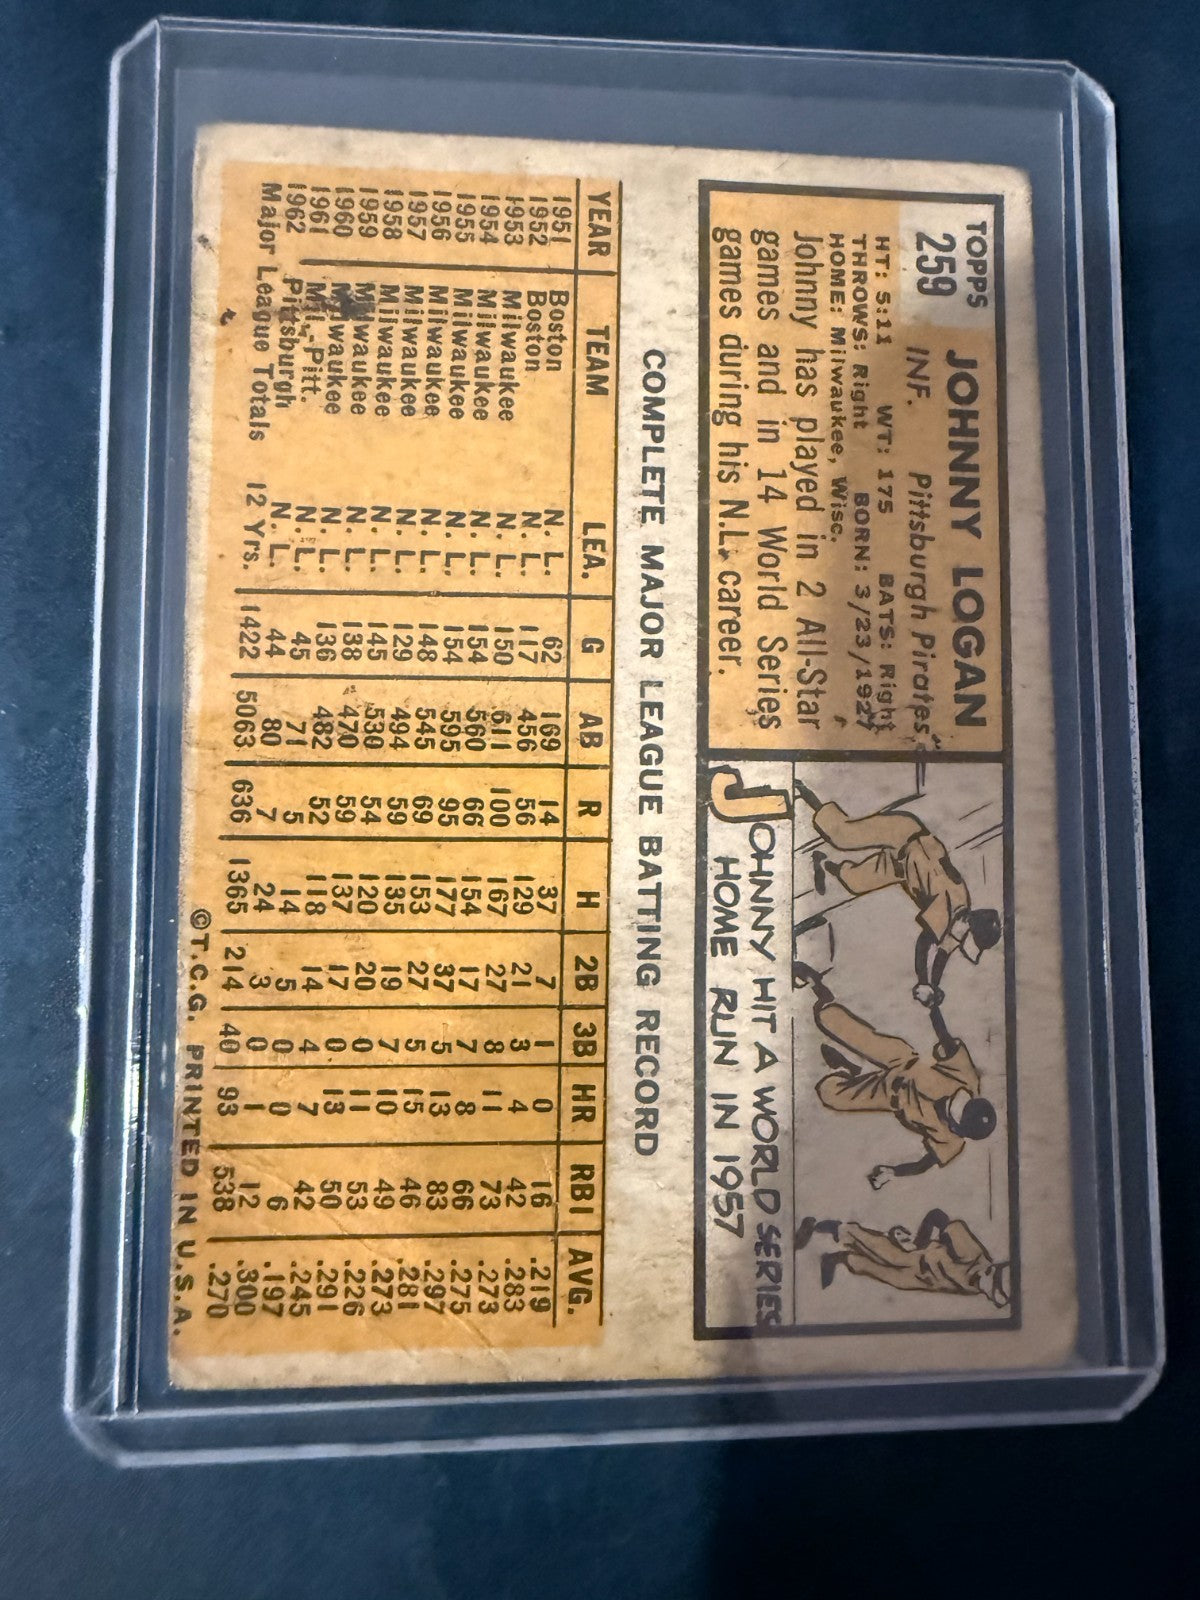 TOPPS
259
JOHNNY LOGAN
INF. Pittsburgh Pirates
HT: 5:11 WT: 175 BATS: Right
THROWS: Right BORN: 3/23/1927
HOME: Milwaukee, Wisc.
Johnny has played in 2 All-Star
games and in 14 World Series
games during his N.L. career.
JOHNNY HIT A WORLD SERIES
HOME RUN IN 1957
COMPLETE MAJOR LEAGUE BATTING RECORD
YEAR TEAM LEA. G AB R H 2B 3B HR RBI AVG.
1951 Boston N. L. 62 169 14 37 7 1 0 16 .219
1952 Boston N. L. 117 456 56 129 21 3 4 42 .283
1953 Milwaukee N. L. 150 611 100 167 27 8 11 73 .273
1954 Milwaukee N. L. 154 560 66 154 17 7 8 66 .275
1955 Milwaukee N. L. 154 595 95 177 37 5 13 83 .297
1956 Milwaukee N. L. 148 545 69 153 27 5 15 46 .281
1957 Milwaukee N. L. 129 494 59 135 19 7 10 49 .273
1958 Milwaukee N. L. 145 530 54 120 20 0 11 53 .226
1959 Milwaukee N. L. 138 470 59 137 17 0 13 50 .291
1960 Milwaukee N. L. 136 482 52 118 14 4 7 42 .245
1961 Mil.-Pitt. N. L. 45 71 5 14 5 0 0 6 .197
1962 Pittsburgh N. L. 44 80 7 24 3 0 1 12 .300
Major League Totals 12 Yrs. 1422 5063 636 1365 214 40 93 538 .270
©T.C.G. PRINTED IN U.S.A.